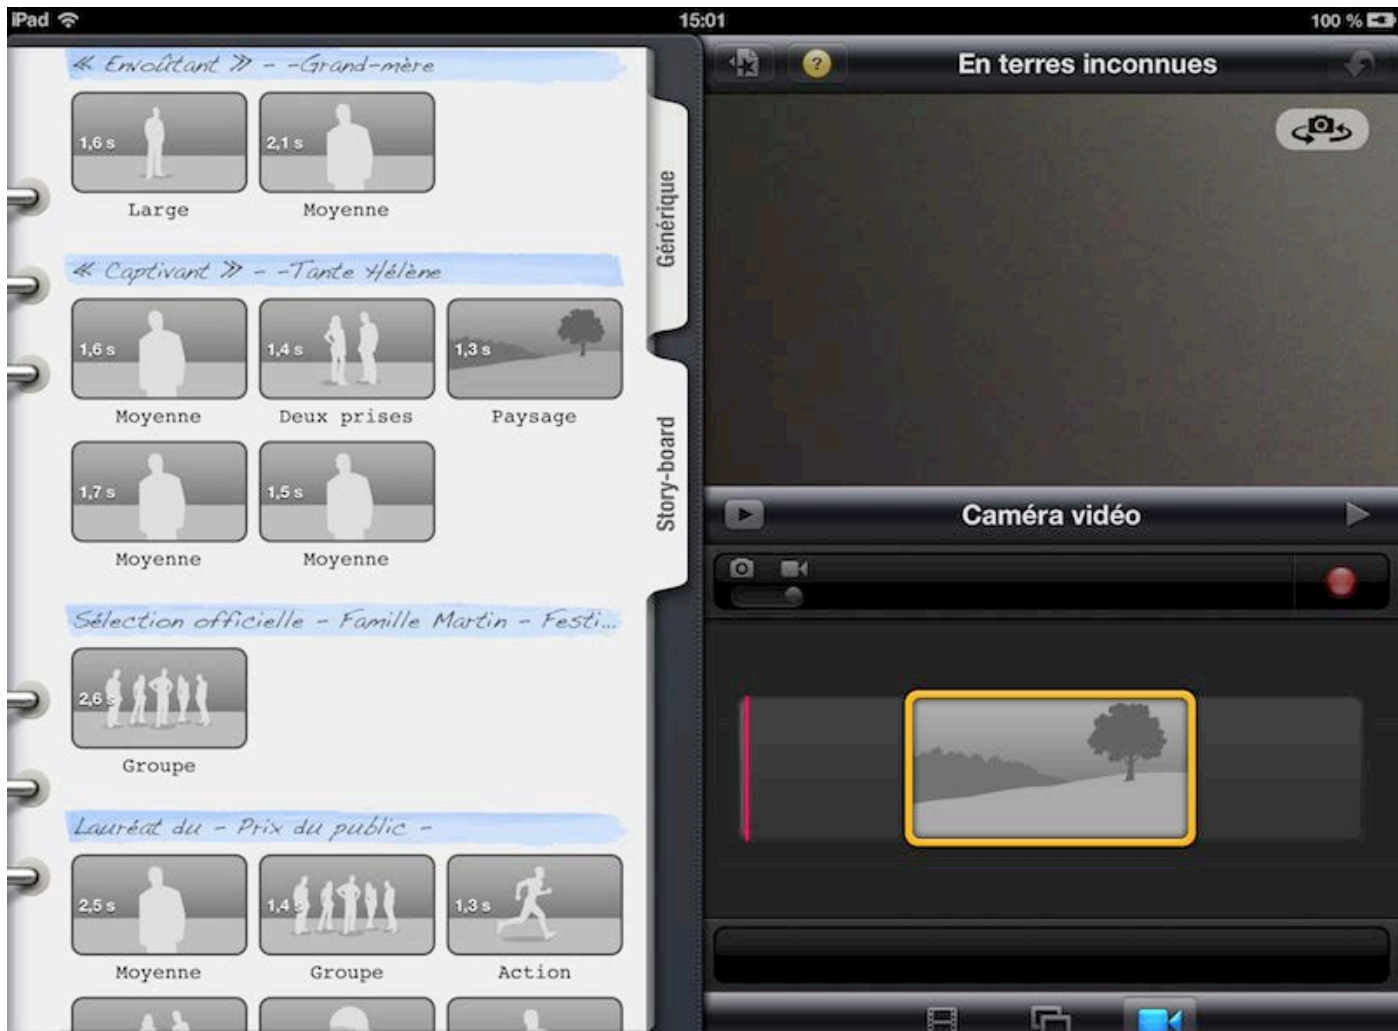 iPad 15:01 100 %
« Envoûtant » - -Grand-mère
1,6 s 2,1 s
Large Moyenne
« Captivant » - -Tante Hélène
1,6 s 1,4 s 1,3 s
Moyenne Deux prises Paysage
1,7 s 1,5 s
Moyenne Moyenne
Sélection officielle - Famille Martin - Festi...
2,6 s
Groupe
Lauréat du - Prix du public -
2,5 s 1,4 s 1,3 s
Moyenne Groupe Action
Générique
Story-board
? En terres inconnues
Caméra vidéo